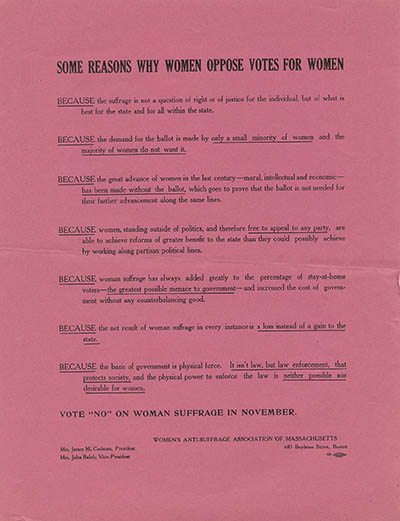 SOME REASONS WHY WOMEN OPPOSE VOTES FOR WOMEN
BECAUSE the suffrage is not a question of right or of justice for the individual, but of what is
best for the state and for all within the state.
BECAUSE the demand for the ballot is made by only a small minority of women and the
majority of women do not want it.
BECAUSE the great advance of women in the last century—moral, intellectual and economic—
has been made without the ballot, which goes to prove that the ballot is not needed for
their further advancement along the same lines.
BECAUSE women, standing outside of politics, and therefore free to appeal to any party, are
able to achieve reforms of greater benefit to the state than they could possibly achieve
by working along partisan political lines.
BECAUSE woman suffrage has always added greatly to the percentage of stay-at-home
voters—the greatest possible menace to government—and increased the cost of govern-
ment without any counterbalancing good.
BECAUSE the net result of woman suffrage in every instance is a loss instead of a gain to the
state.
BECAUSE the basis of government is physical force. It isn't law, but law enforcement, that
protects society, and the physical power to enforce the law is neither possible nor
desirable for women.
VOTE "NO" ON WOMAN SUFFRAGE IN NOVEMBER.
WOMEN'S ANTI-SUFFRAGE ASSOCIATION OF MASSACHUSETTS
Mrs. James M. Codman, President
685 Boylston Street, Boston
Mrs. John Balch, Vice-President